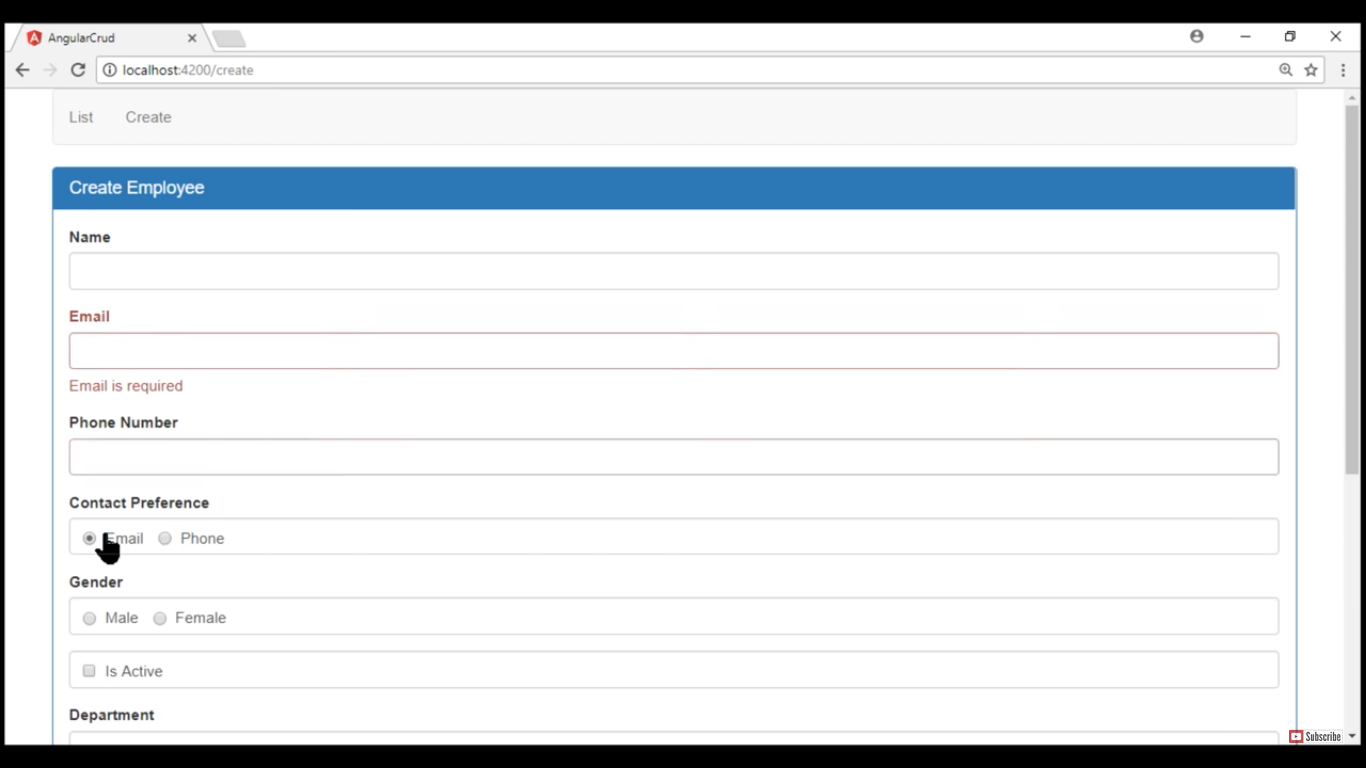 AngularCrud
localhost:4200/create
List Create
Create Employee
Name
Email
Email is required
Phone Number
Contact Preference
Email Phone
Gender
Male Female
Is Active
Department
Subscribe